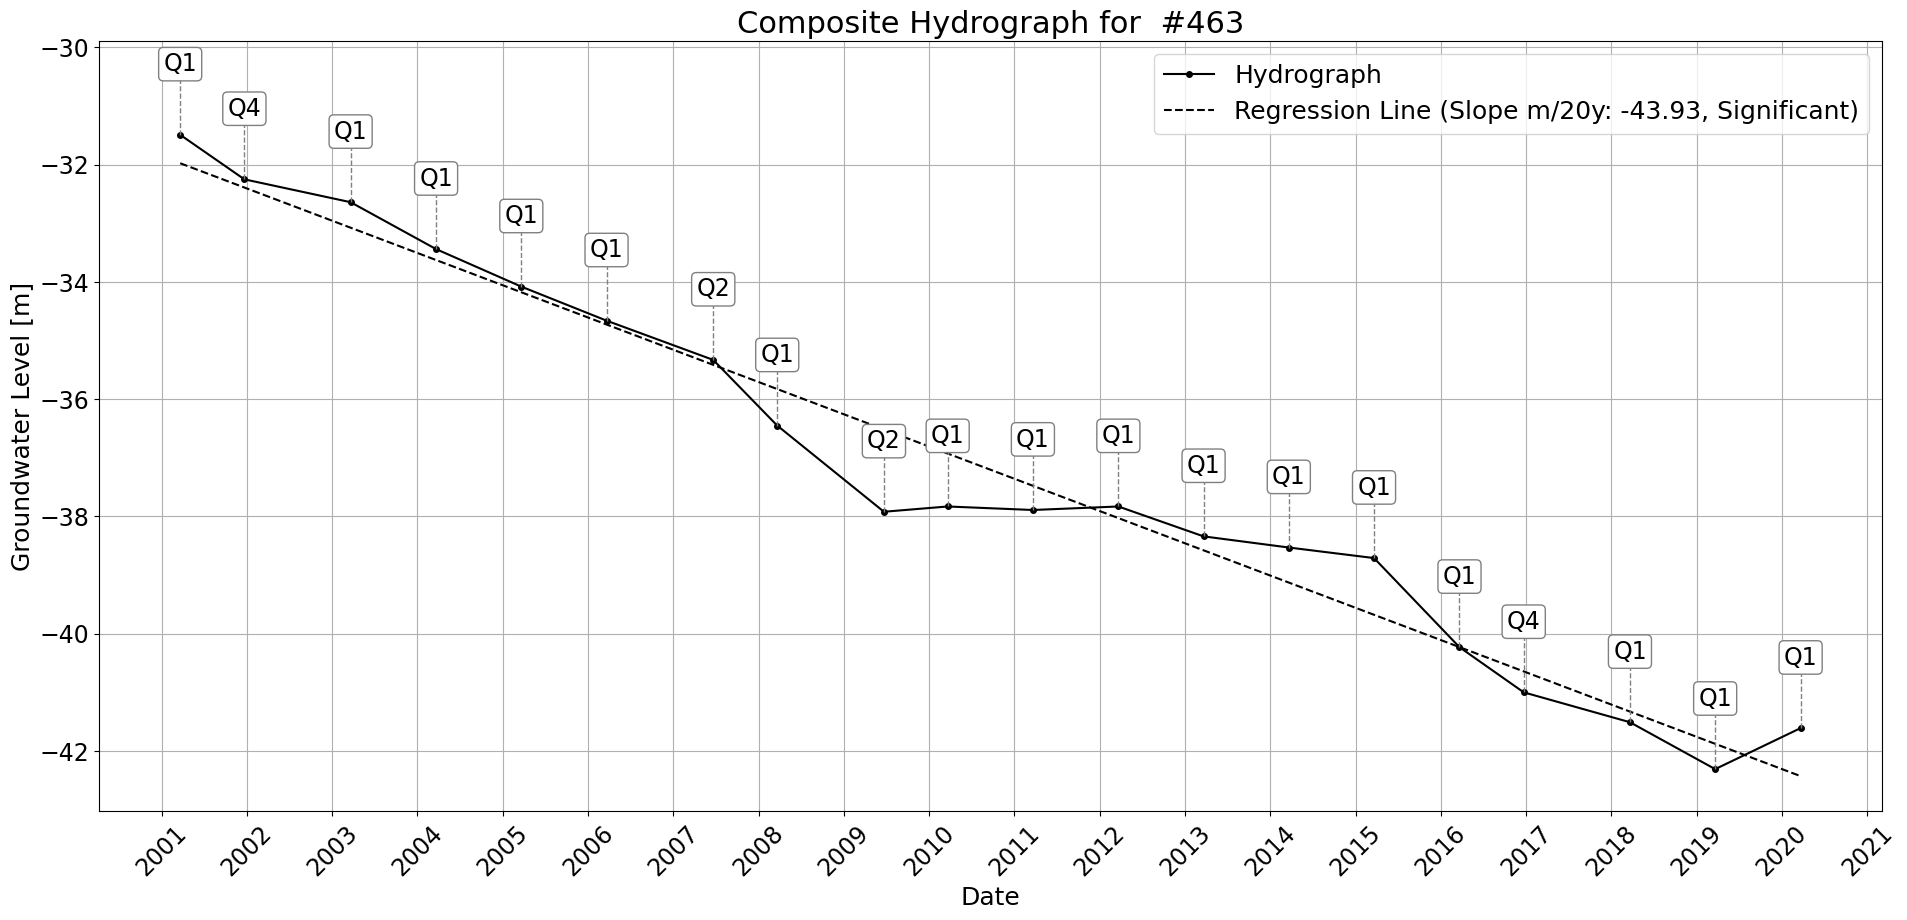 Composite Hydrograph for  #463
Groundwater Level [m]
−30
−32
−34
−36
−38
−40
−42
Hydrograph
Regression Line (Slope m/20y: -43.93, Significant)
Q1
Q4
Q1
Q1
Q1
Q1
Q2
Q1
Q2
Q1
Q1
Q1
Q1
Q1
Q1
Q1
Q4
Q1
Q1
Q1
2001
2002
2003
2004
2005
2006
2007
2008
2009
2010
2011
2012
2013
2014
2015
2016
2017
2018
2019
2020
2021
Date